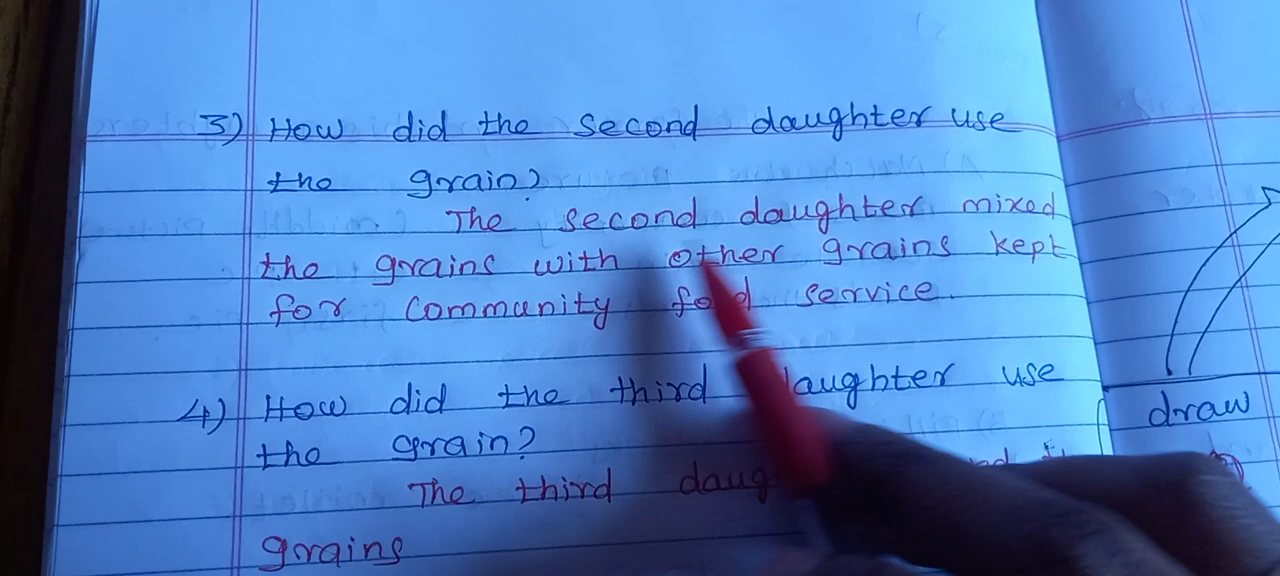 3) How did the second daughter use
the grain?
The second daughter mixed
the grains with other grains kept
for community food service.
4) How did the third daughter use
the grain?
The third daug
grains
draw